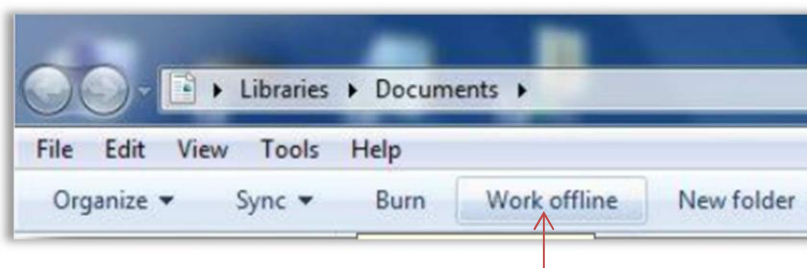 Libraries Documents
File Edit View Tools Help
Organize Sync Burn Work offline New folder